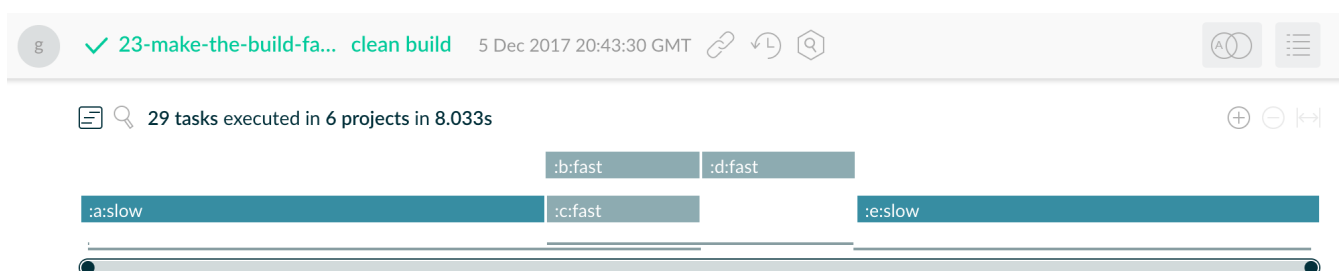 g 23-make-the-build-fa... clean build 5 Dec 2017 20:43:30 GMT A
29 tasks executed in 6 projects in 8.033s
:b:fast :d:fast
:a:slow :c:fast :e:slow